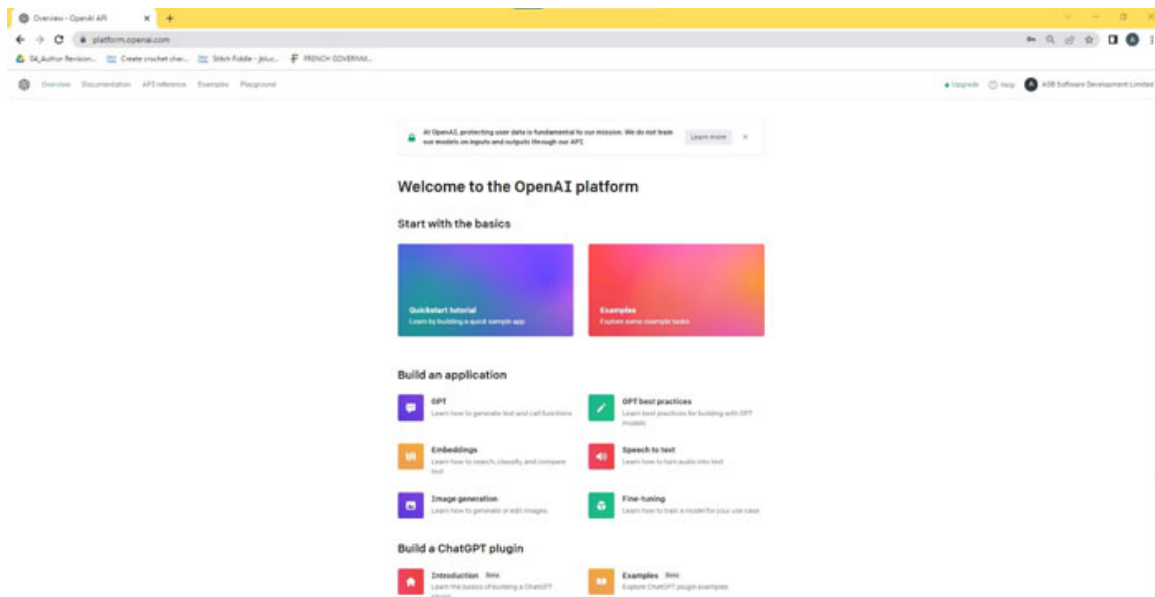 Overview - OpenAI API
platform.openai.com
04_Author Revision... Create crochet char... Stitch Fiddle - jbluc... FRENCH GOVERNM...
Overview Documentation API reference Examples Playground Upgrade Help A ASB Software Development Limited
At OpenAI, protecting user data is fundamental to our mission. We do not train
our models on inputs and outputs through our API.
Learn more
Welcome to the OpenAI platform
Start with the basics
Quickstart tutorial
Learn by building a quick sample app
Examples
Explore some example tasks
Build an application
GPT
Learn how to generate text and call functions
GPT best practices
Learn best practices for building with GPT
models
Embeddings
Learn how to search, classify, and compare
text
Speech to text
Learn how to turn audio into text
Image generation
Learn how to generate or edit images
Fine-tuning
Learn how to train a model for your use case
Build a ChatGPT plugin
Introduction Beta
Learn the basics of building a ChatGPT
plugin
Examples Beta
Explore ChatGPT plugin examples